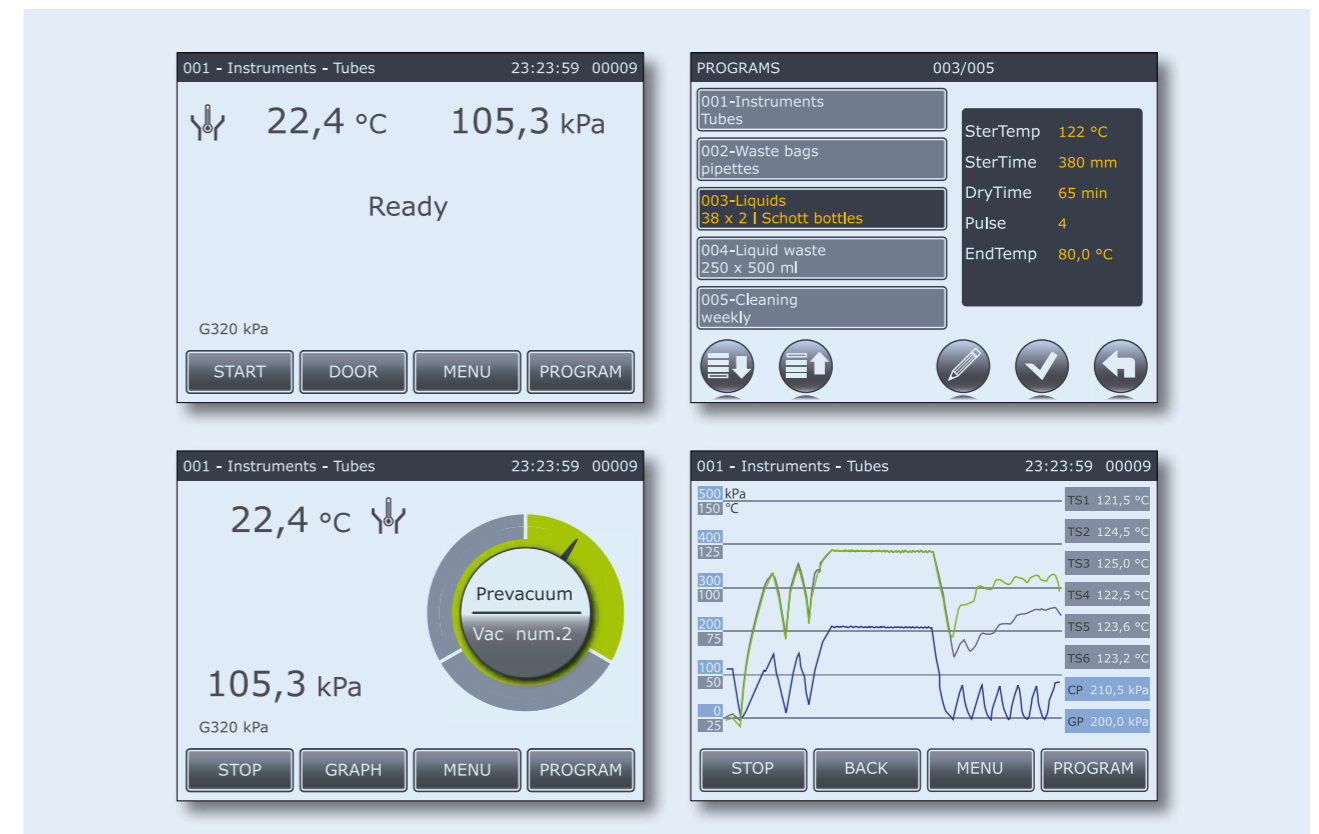 001 - Instruments - Tubes 23:23:59 00009
22,4 °C 105,3 kPa
Ready
G320 kPa
START DOOR MENU PROGRAM
PROGRAMS 003/005
001-Instruments
Tubes
002-Waste bags
pipettes
003-Liquids
38 x 2 l Schott bottles
004-Liquid waste
250 x 500 ml
005-Cleaning
weekly
SterTemp 122 °C
SterTime 380 mm
DryTime 65 min
Pulse 4
EndTemp 80,0 °C
001 - Instruments - Tubes 23:23:59 00009
22,4 °C
Prevacuum
Vac num.2
105,3 kPa
G320 kPa
STOP GRAPH MENU PROGRAM
001 - Instruments - Tubes 23:23:59 00009
500 kPa
150 °C
400
125
300
100
200
75
100
50
0
25
TS1 121,5 °C
TS2 124,5 °C
TS3 125,0 °C
TS4 122,5 °C
TS5 123,6 °C
TS6 123,2 °C
CP 210,5 kPa
GP 200,0 kPa
STOP BACK MENU PROGRAM